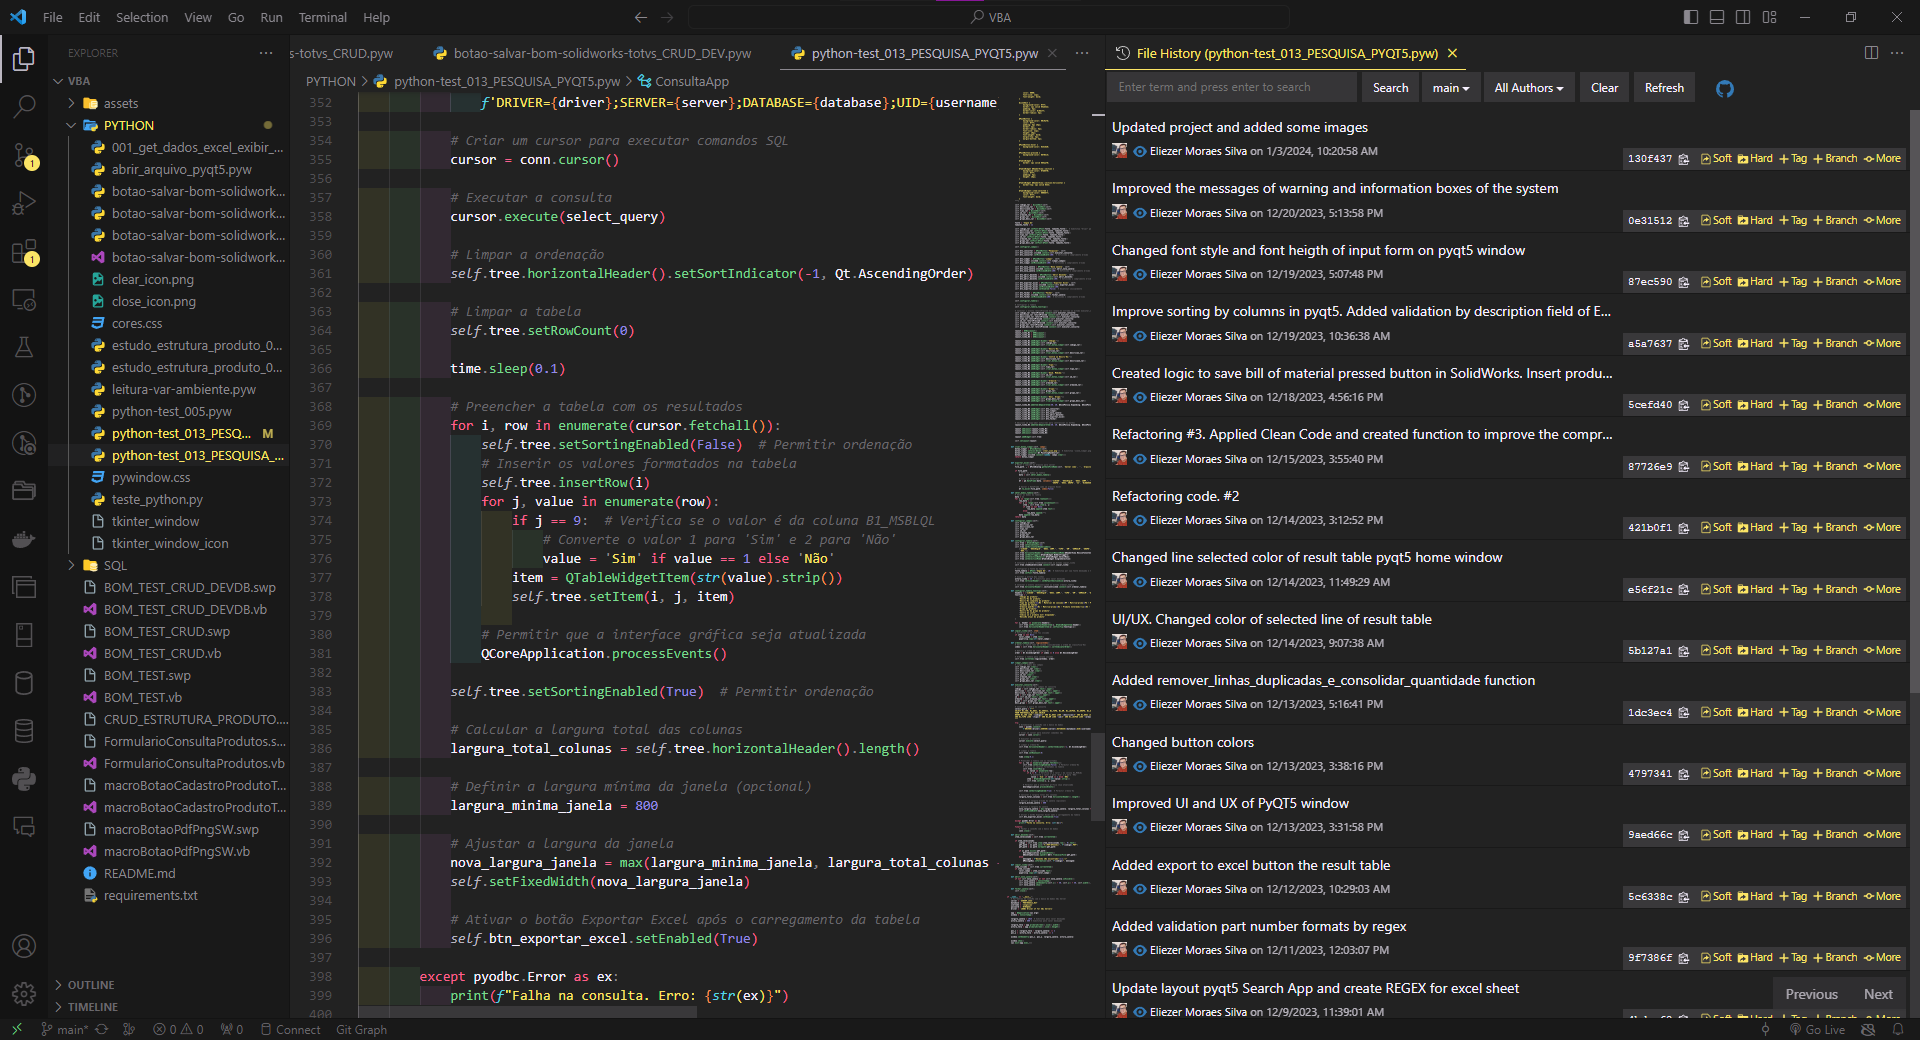 File Edit Selection View Go Run Terminal Help
VBA
EXPLORER
VBA
assets
PYTHON
001_get_dados_excel_exibir_...
abrir_arquivo_pyqt5.pyw
botao-salvar-bom-solidwork...
botao-salvar-bom-solidwork...
botao-salvar-bom-solidwork...
botao-salvar-bom-solidwork...
clear_icon.png
close_icon.png
cores.css
estudo_estrutura_produto_0...
estudo_estrutura_produto_0...
leitura-var-ambiente.pyw
python-test_005.pyw
python-test_013_PESQ... M
python-test_013_PESQUISA_...
pywindow.css
teste_python.py
tkinter_window
tkinter_window_icon
SQL
BOM_TEST_CRUD_DEVDB.swp
BOM_TEST_CRUD_DEVDB.vb
BOM_TEST_CRUD.swp
BOM_TEST_CRUD.vb
BOM_TEST.swp
BOM_TEST.vb
CRUD_ESTRUTURA_PRODUTO....
FormularioConsultaProdutos.s...
FormularioConsultaProdutos.vb
macroBotaoCadastroProdutoT...
macroBotaoCadastroProdutoT...
macroBotaoPdfPngSW.swp
macroBotaoPdfPngSW.vb
README.md
requirements.txt
OUTLINE
TIMELINE
s-totvs_CRUD.pyw botao-salvar-bom-solidworks-totvs_CRUD_DEV.pyw python-test_013_PESQUISA_PYQT5.pyw
PYTHON > python-test_013_PESQUISA_PYQT5.pyw > ConsultaApp
352 f'DRIVER={driver};SERVER={server};DATABASE={database};UID={username
353
354 # Criar um cursor para executar comandos SQL
355 cursor = conn.cursor()
356
357 # Executar a consulta
358 cursor.execute(select_query)
359
360 # Limpar a ordenação
361 self.tree.horizontalHeader().setSortIndicator(-1, Qt.AscendingOrder)
362
363 # Limpar a tabela
364 self.tree.setRowCount(0)
365
366 time.sleep(0.1)
367
368 # Preencher a tabela com os resultados
369 for i, row in enumerate(cursor.fetchall()):
370 self.tree.setSortingEnabled(False) # Permitir ordenação
371 # Inserir os valores formatados na tabela
372 self.tree.insertRow(i)
373 for j, value in enumerate(row):
374 if j == 9: # Verifica se o valor é da coluna B1_MSBLQL
375 # Converte o valor 1 para 'Sim' e 2 para 'Não'
376 value = 'Sim' if value == 1 else 'Não'
377 item = QTableWidgetItem(str(value).strip())
378 self.tree.setItem(i, j, item)
379
380 # Permitir que a interface gráfica seja atualizada
381 QCoreApplication.processEvents()
382
383 self.tree.setSortingEnabled(True) # Permitir ordenação
384
385 # Calcular a largura total das colunas
386 largura_total_colunas = self.tree.horizontalHeader().length()
387
388 # Definir a largura mínima da janela (opcional)
389 largura_minima_janela = 800
390
391 # Ajustar a largura da janela
392 nova_largura_janela = max(largura_minima_janela, largura_total_colunas
393 self.setFixedWidth(nova_largura_janela)
394
395 # Ativar o botão Exportar Excel após o carregamento da tabela
396 self.btn_exportar_excel.setEnabled(True)
397
398 except pyodbc.Error as ex:
399 print(f"Falha na consulta. Erro: {str(ex)}")
400
File History (python-test_013_PESQUISA_PYQT5.pyw)
Enter term and press enter to search Search main All Authors Clear Refresh
Updated project and added some images
Eliezer Moraes Silva on 1/3/2024, 10:20:58 AM
130f437 Soft Hard Tag Branch More
Improved the messages of warning and information boxes of the system
Eliezer Moraes Silva on 12/20/2023, 5:13:58 PM
0e31512 Soft Hard Tag Branch More
Changed font style and font heigth of input form on pyqt5 window
Eliezer Moraes Silva on 12/19/2023, 5:07:48 PM
87ec590 Soft Hard Tag Branch More
Improve sorting by columns in pyqt5. Added validation by description field of E...
Eliezer Moraes Silva on 12/19/2023, 10:36:38 AM
a5a7637 Soft Hard Tag Branch More
Created logic to save bill of material pressed button in SolidWorks. Insert produ...
Eliezer Moraes Silva on 12/18/2023, 4:56:16 PM
5cefd40 Soft Hard Tag Branch More
Refactoring #3. Applied Clean Code and created function to improve the compr...
Eliezer Moraes Silva on 12/15/2023, 3:55:40 PM
87726e9 Soft Hard Tag Branch More
Refactoring code. #2
Eliezer Moraes Silva on 12/14/2023, 3:12:52 PM
421b0f1 Soft Hard Tag Branch More
Changed line selected color of result table pyqt5 home window
Eliezer Moraes Silva on 12/14/2023, 11:49:29 AM
e56f21c Soft Hard Tag Branch More
UI/UX. Changed color of selected line of result table
Eliezer Moraes Silva on 12/14/2023, 9:07:38 AM
5b127a1 Soft Hard Tag Branch More
Added remover_linhas_duplicadas_e_consolidar_quantidade function
Eliezer Moraes Silva on 12/13/2023, 5:16:41 PM
1dc3ec4 Soft Hard Tag Branch More
Changed button colors
Eliezer Moraes Silva on 12/13/2023, 3:38:16 PM
4797341 Soft Hard Tag Branch More
Improved UI and UX of PyQT5 window
Eliezer Moraes Silva on 12/13/2023, 3:31:58 PM
9aed66c Soft Hard Tag Branch More
Added export to excel button the result table
Eliezer Moraes Silva on 12/12/2023, 10:29:03 AM
5c6338c Soft Hard Tag Branch More
Added validation part number formats by regex
Eliezer Moraes Silva on 12/11/2023, 12:03:07 PM
9f7386f Soft Hard Tag Branch More
Update layout pyqt5 Search App and create REGEX for excel sheet
Eliezer Moraes Silva on 12/9/2023, 11:39:01 AM
Previous Next
main* 0 0 0 Connect Git Graph Go Live